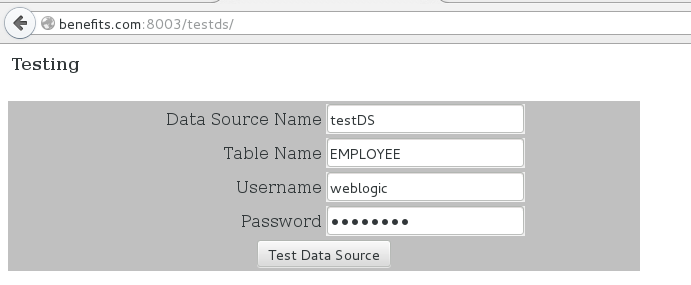 benefits.com:8003/testds/
Testing
Data Source Name testDS
Table Name EMPLOYEE
Username weblogic
Password ●●●●●●●●
Test Data Source